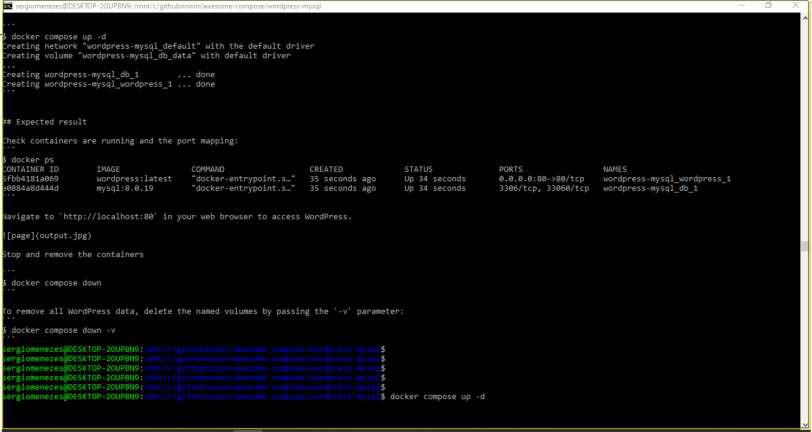 sergiomenezes@DESKTOP-2OUPBN9: /mnt/c/githubnowin/awesome-compose/wordpress-mysql
```
$ docker compose up -d
Creating network "wordpress-mysql_default" with the default driver
Creating volume "wordpress-mysql_db_data" with default driver
...
Creating wordpress-mysql_db_1 ... done
Creating wordpress-mysql_wordpress_1 ... done
```
## Expected result
Check containers are running and the port mapping:
```
$ docker ps
CONTAINER ID IMAGE COMMAND CREATED STATUS PORTS NAMES
5fbb4181a069 wordpress:latest "docker-entrypoint.s…" 35 seconds ago Up 34 seconds 0.0.0.0:80->80/tcp wordpress-mysql_wordpress_1
e0884a8d444d mysql:8.0.19 "docker-entrypoint.s…" 35 seconds ago Up 34 seconds 3306/tcp, 33060/tcp wordpress-mysql_db_1
```
Navigate to `http://localhost:80` in your web browser to access WordPress.
![page](output.jpg)
Stop and remove the containers
```
$ docker compose down
```
To remove all WordPress data, delete the named volumes by passing the `-v` parameter:
```
$ docker compose down -v
```
sergiomenezes@DESKTOP-2OUPBN9:/mnt/c/githubnowin/awesome-compose/wordpress-mysql$
sergiomenezes@DESKTOP-2OUPBN9:/mnt/c/githubnowin/awesome-compose/wordpress-mysql$
sergiomenezes@DESKTOP-2OUPBN9:/mnt/c/githubnowin/awesome-compose/wordpress-mysql$
sergiomenezes@DESKTOP-2OUPBN9:/mnt/c/githubnowin/awesome-compose/wordpress-mysql$
sergiomenezes@DESKTOP-2OUPBN9:/mnt/c/githubnowin/awesome-compose/wordpress-mysql$
sergiomenezes@DESKTOP-2OUPBN9:/mnt/c/githubnowin/awesome-compose/wordpress-mysql$ docker compose up -d